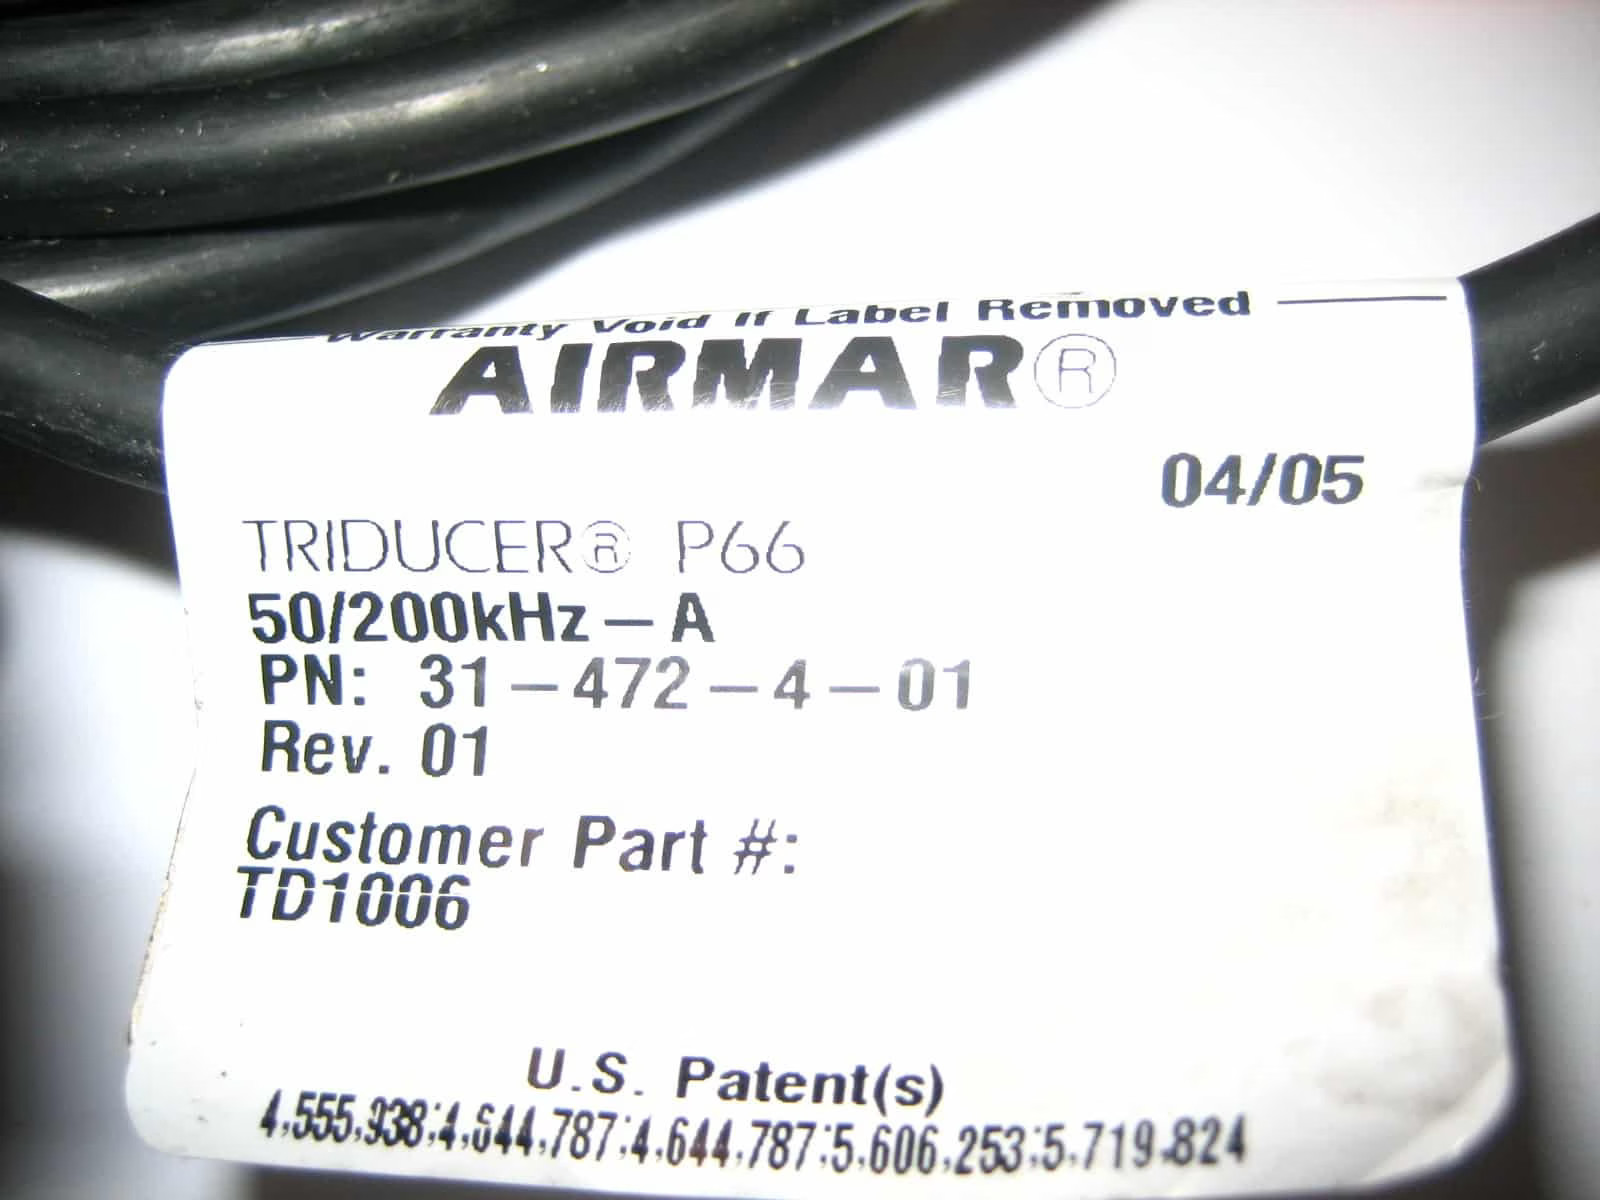 Warranty Void If Label Removed
AIRMAR®
04/05
TRIDUCER® P66
50/200kHz-A
PN: 31-472-4-01
Rev. 01
Customer Part #:
TD1006
U.S. Patent(s)
4,555,938;4,644,787;4,644,787;5,606,253;5,719,824